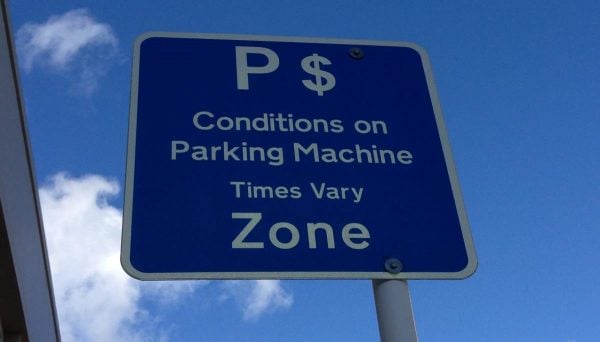 P $
Conditions on
Parking Machine
Times Vary
Zone